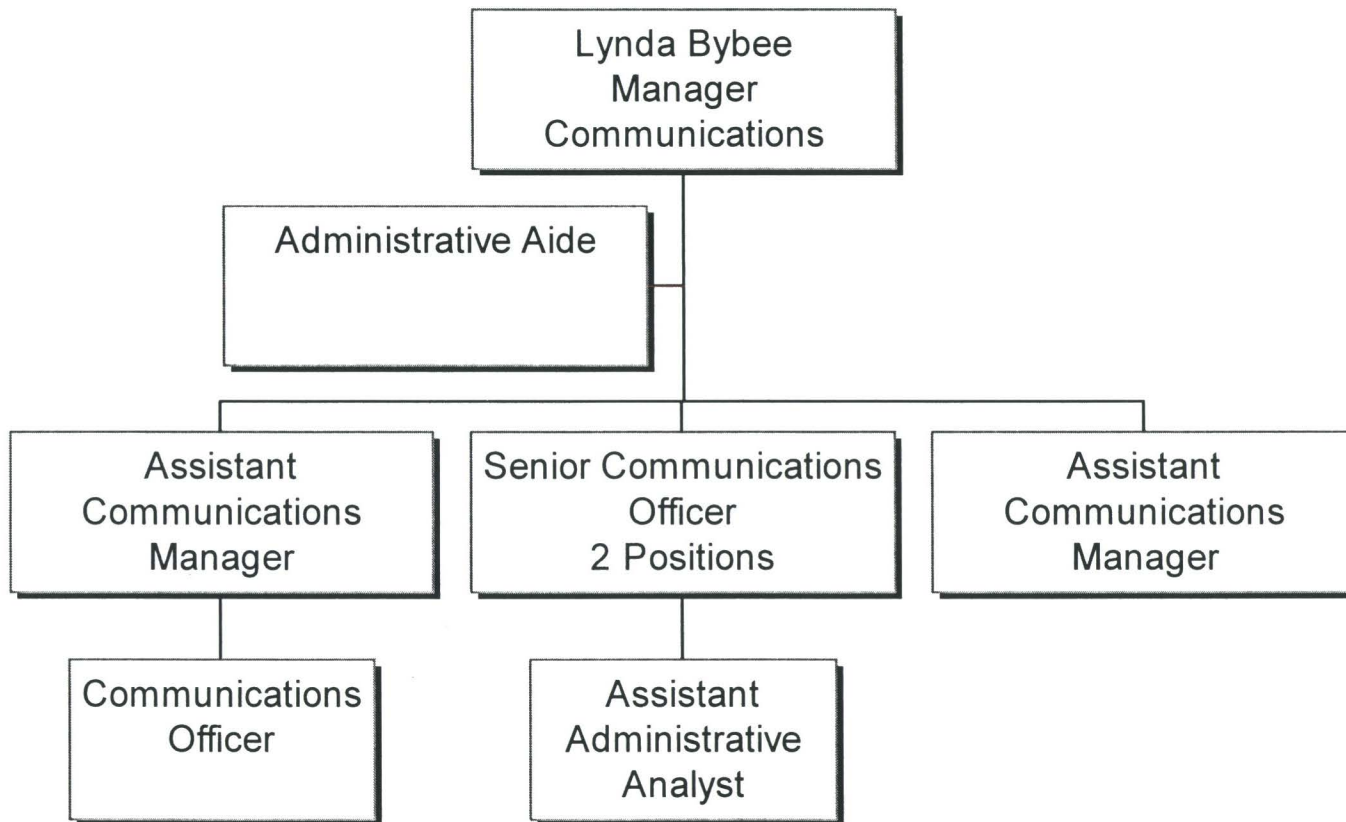 Lynda Bybee
Manager
Communications
Administrative Aide
Assistant
Communications
Manager
Senior Communications
Officer
2 Positions
Assistant
Communications
Manager
Communications
Officer
Assistant
Administrative
Analyst